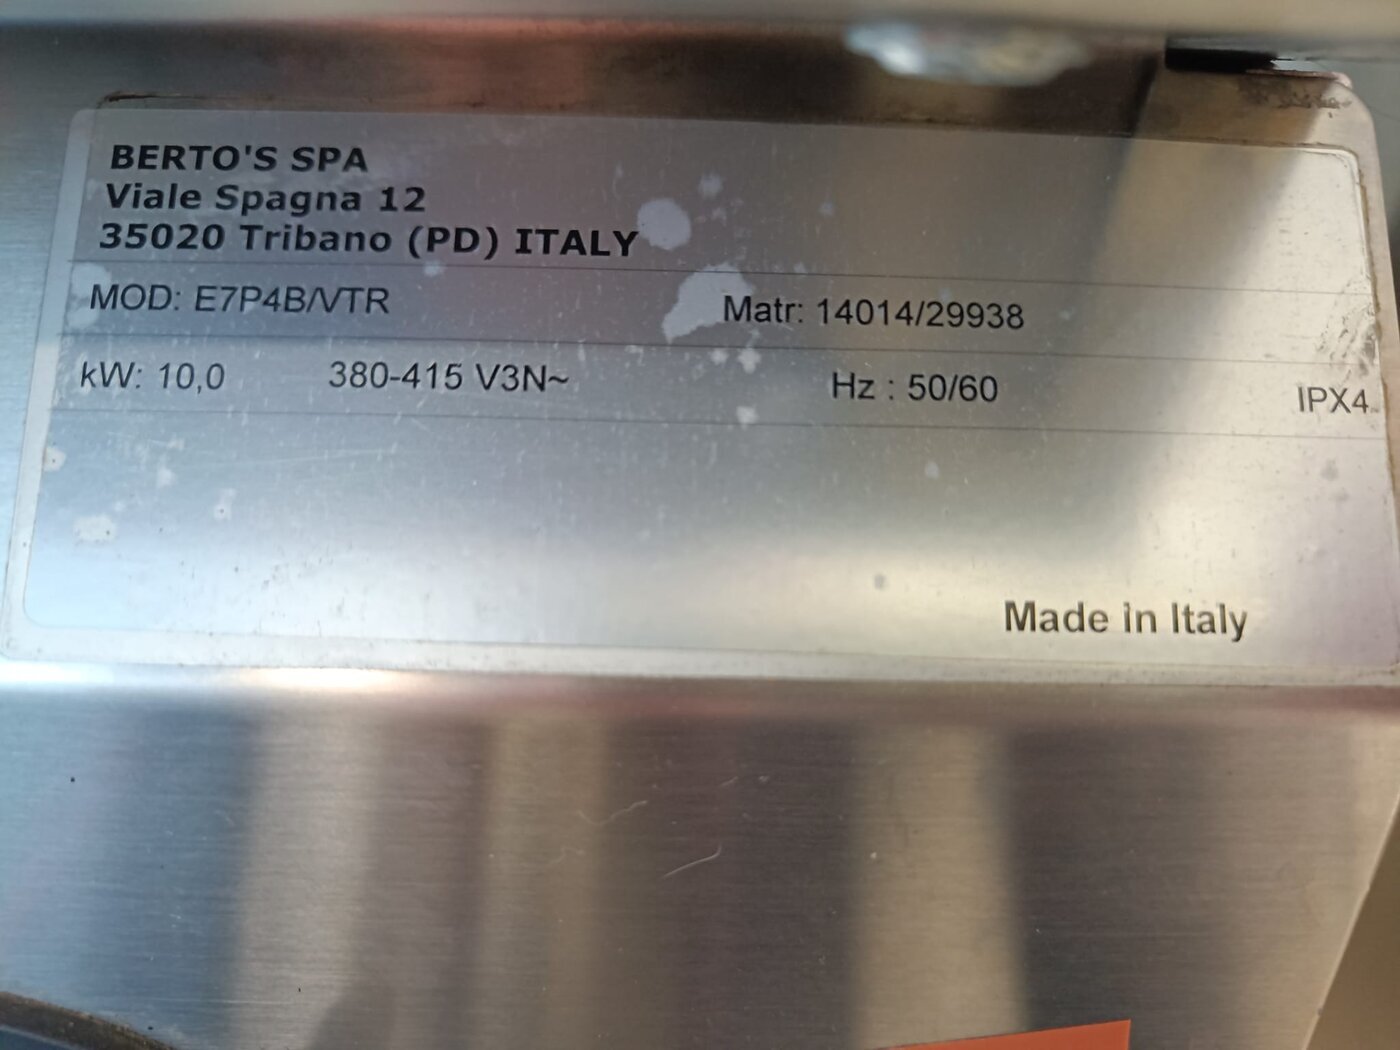 BERTO'S SPA
Viale Spagna 12
35020 Tribano (PD) ITALY
MOD: E7P4B/VTR Matr: 14014/29938
kW: 10,0 380-415 V3N~ Hz : 50/60 IPX4
Made in Italy